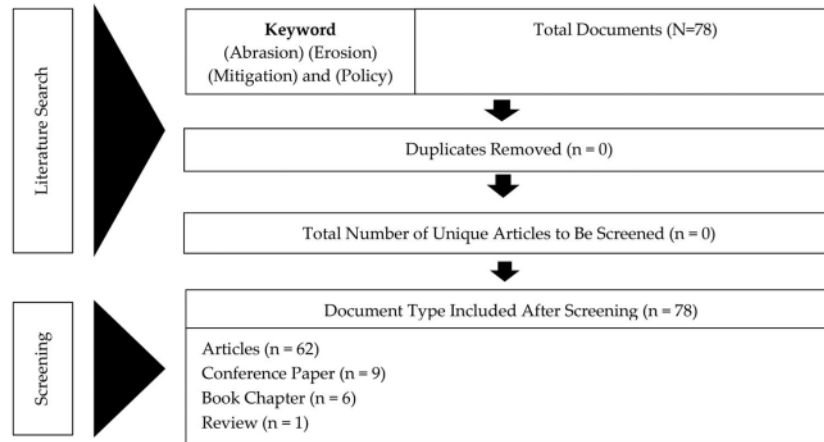 Literature Search
Keyword
(Abrasion) (Erosion)
(Mitigation) and (Policy)
Total Documents (N=78)
Duplicates Removed (n = 0)
Total Number of Unique Articles to Be Screened (n = 0)
Screening
Document Type Included After Screening (n = 78)
Articles (n = 62)
Conference Paper (n = 9)
Book Chapter (n = 6)
Review (n = 1)